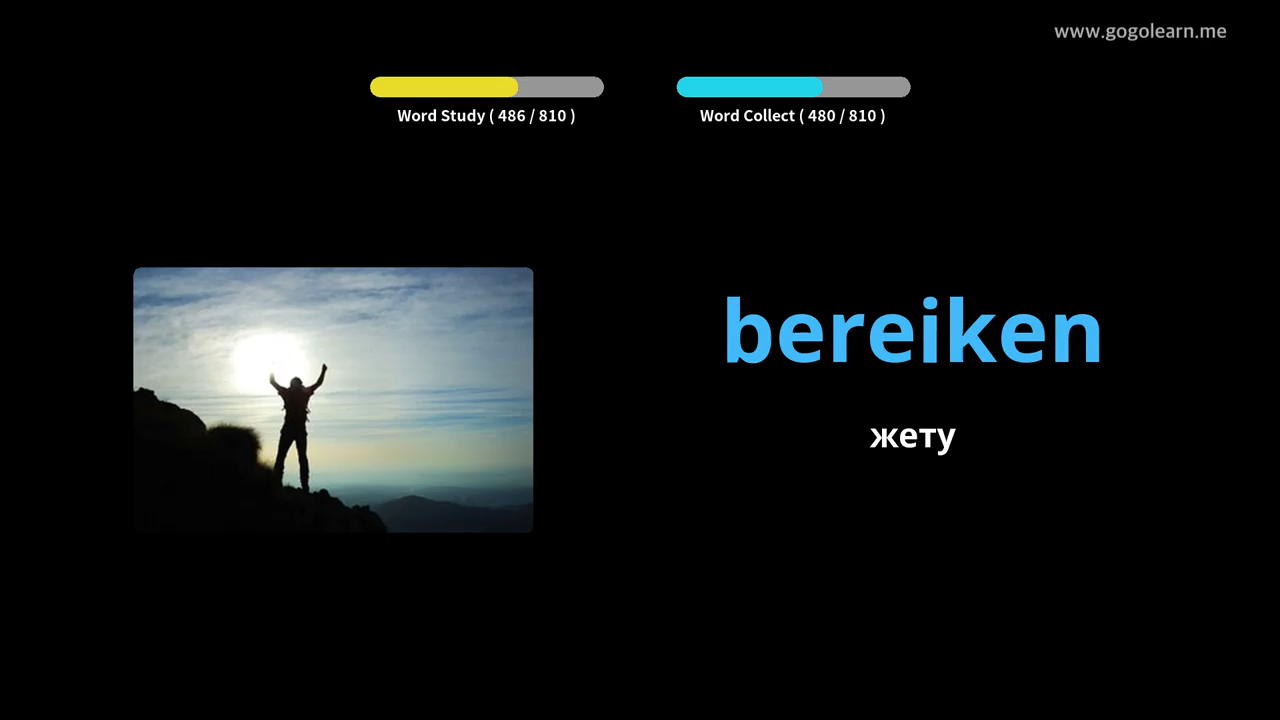 www.gogolearn.me
Word Study ( 486 / 810 )
Word Collect ( 480 / 810 )
bereiken
жету